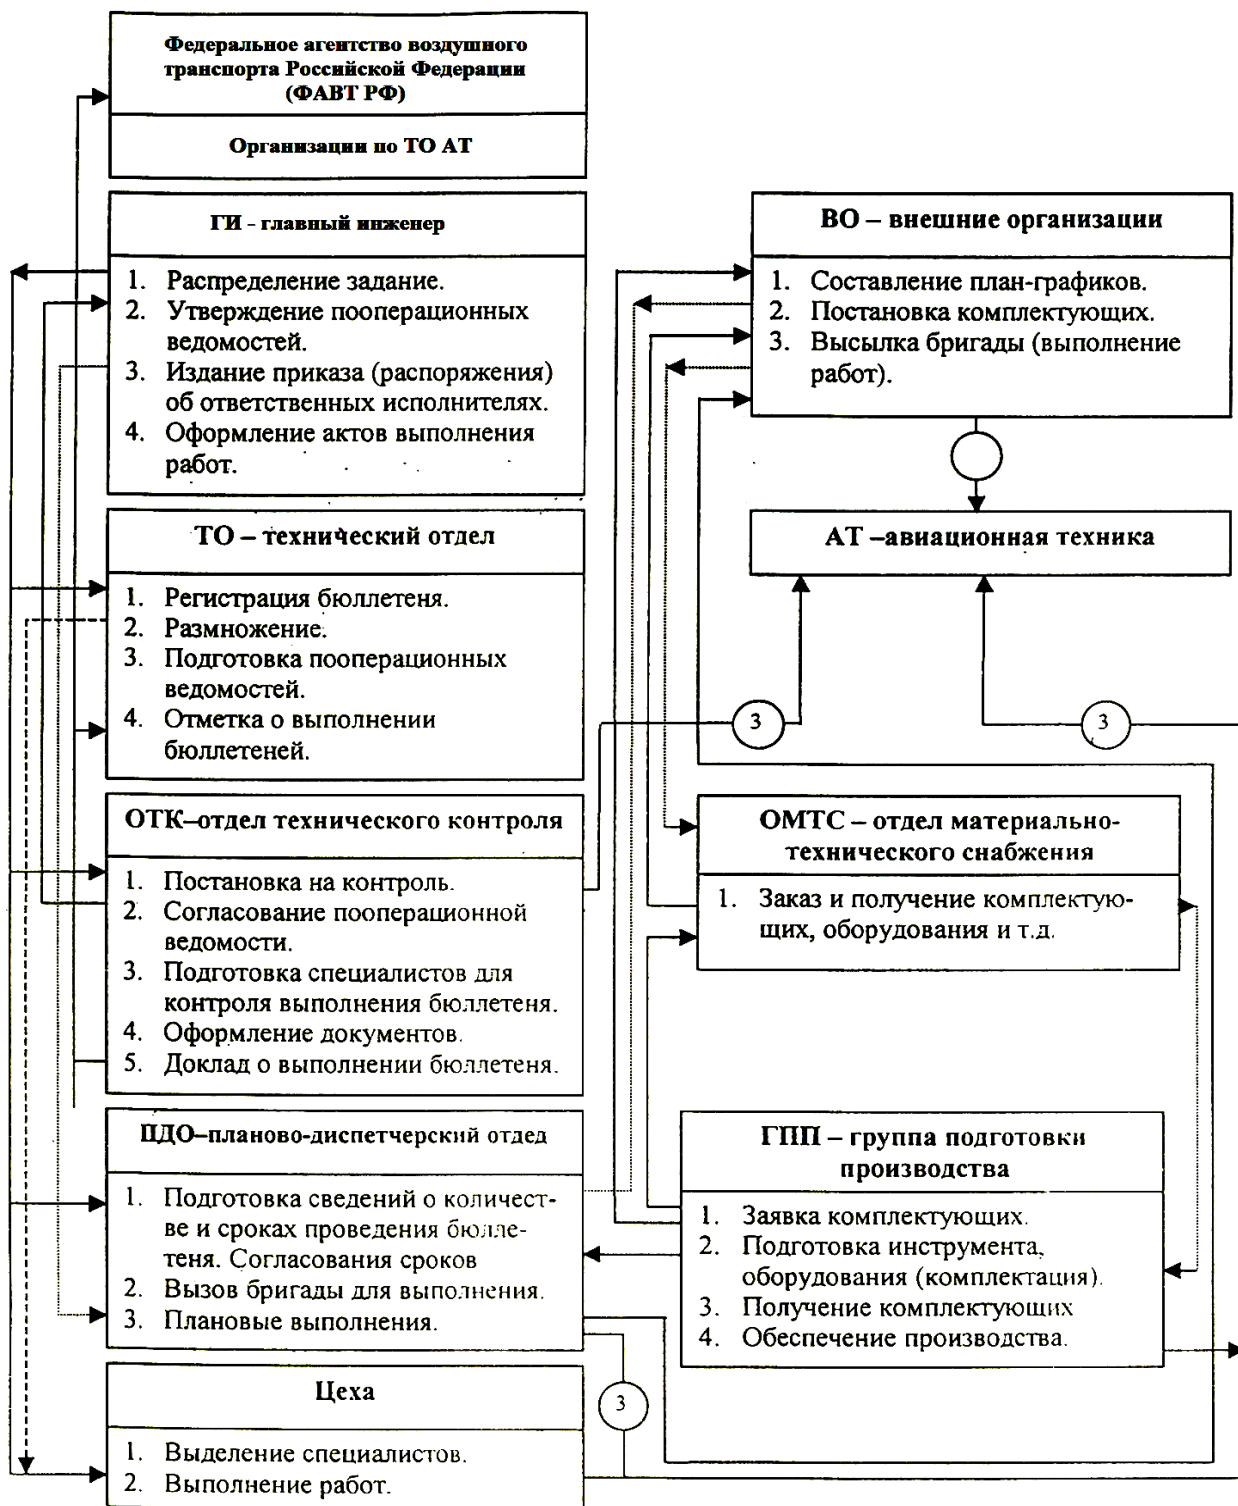 Федеральное агентство воздушного
транспорта Российской Федерации
(ФАВТ РФ)
Организации по ТО АТ
ГИ - главный инженер
1. Распределение задание.
2. Утверждение пооперационных
ведомостей.
3. Издание приказа (распоряжения)
об ответственных исполнителях.
4. Оформление актов выполнения
работ.
ТО – технический отдел
1. Регистрация бюллетеня.
2. Размножение.
3. Подготовка пооперационных
ведомостей.
4. Отметка о выполнении
бюллетеней.
ОТК–отдел технического контроля
1. Постановка на контроль.
2. Согласование пооперационной
ведомости.
3. Подготовка специалистов для
контроля выполнения бюллетеня.
4. Оформление документов.
5. Доклад о выполнении бюллетеня.
ПДО–планово-диспетчерский отдел
1. Подготовка сведений о количест-
ве и сроках проведения бюлле-
теня. Согласования сроков
2. Вызов бригады для выполнения.
3. Плановые выполнения.
Цеха
1. Выделение специалистов.
2. Выполнение работ.
ВО – внешние организации
1. Составление план-графиков.
2. Постановка комплектующих.
3. Высылка бригады (выполнение
работ).
АТ –авиационная техника
3
3
ОМТС – отдел материально-
технического снабжения
1. Заказ и получение комплектую-
щих, оборудования и т.д.
ГПП – группа подготовки
производства
1. Заявка комплектующих.
2. Подготовка инструмента,
оборудования (комплектация).
3. Получение комплектующих
4. Обеспечение производства.
3